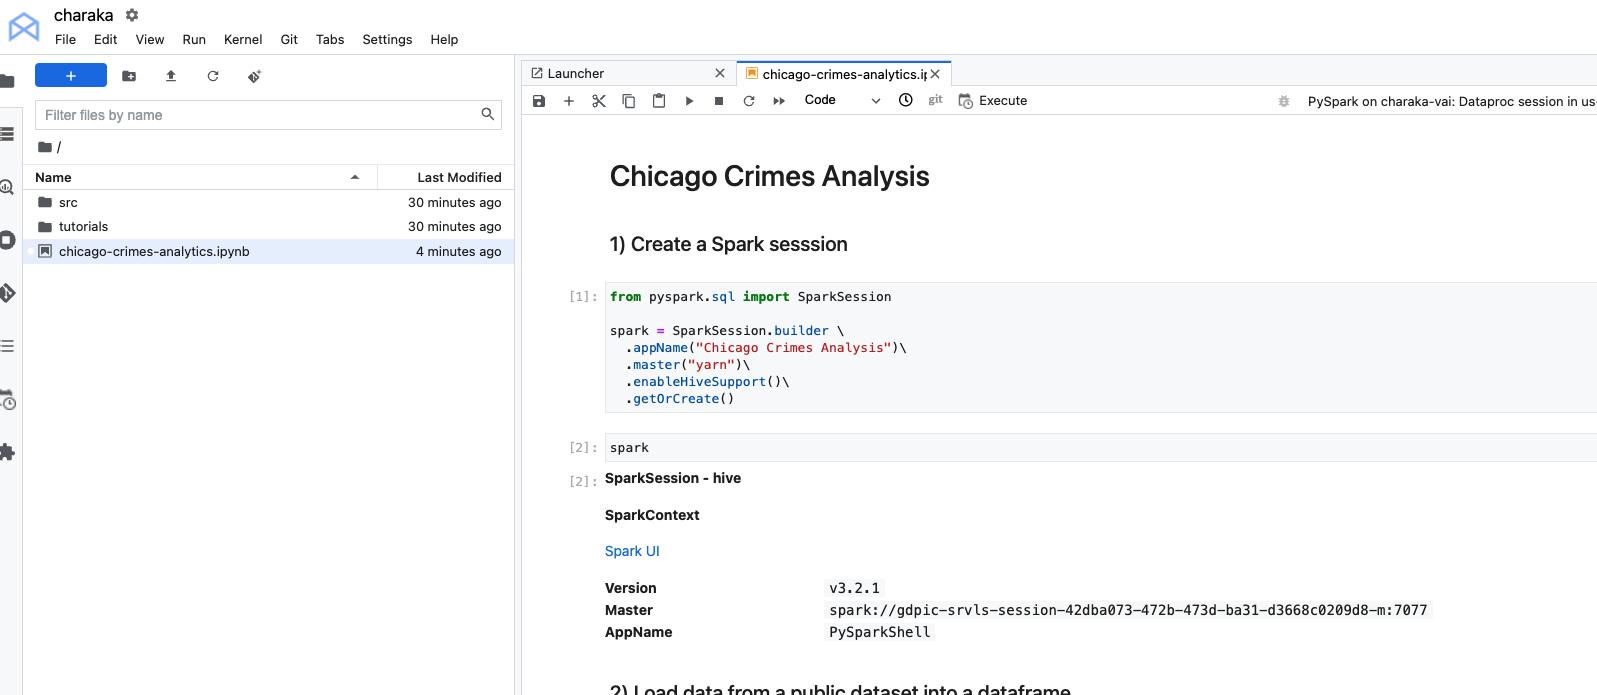 charaka
File Edit View Run Kernel Git Tabs Settings Help
+
Filter files by name
/
Name Last Modified
src 30 minutes ago
tutorials 30 minutes ago
chicago-crimes-analytics.ipynb 4 minutes ago
Launcher
chicago-crimes-analytics.ip
Code
git
Execute
PySpark on charaka-vai: Dataproc session in us-
Chicago Crimes Analysis
1) Create a Spark sesssion
[1]: from pyspark.sql import SparkSession
spark = SparkSession.builder \
.appName("Chicago Crimes Analysis")\
.master("yarn")\
.enableHiveSupport()\
.getOrCreate()
[2]: spark
[2]: SparkSession - hive
SparkContext
Spark UI
Version v3.2.1
Master spark://gdpic-srvls-session-42dba073-472b-473d-ba31-d3668c0209d8-m:7077
AppName PySparkShell
2) Load data from a public dataset into a dataframe